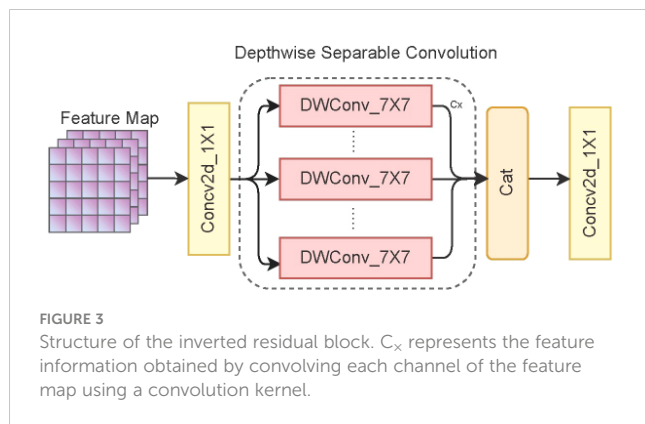 Depthwise Separable Convolution
Feature Map
Concv2d_1X1
DWConv_7X7
Cx
DWConv_7X7
DWConv_7X7
Cat
Concv2d_1X1
FIGURE 3
Structure of the inverted residual block. Cₓ represents the feature
information obtained by convolving each channel of the feature
map using a convolution kernel.